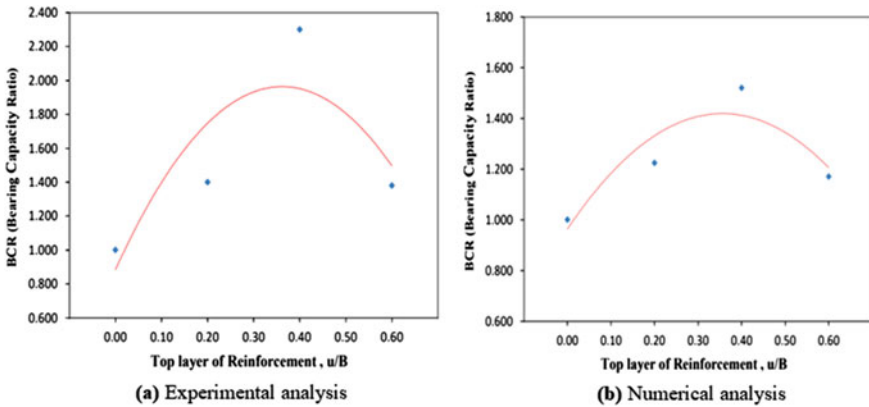 2.400
2.200
2.000
1.800
1.600
1.400
1.200
1.000
0.800
0.600
BCR (Bearing Capacity Ratio)
0.00 0.10 0.20 0.30 0.40 0.50 0.60
Top layer of Reinforcement , u/B
(a) Experimental analysis
1.800
1.600
1.400
1.200
1.000
0.800
0.600
BCR (Bearing Capacity Ratio)
0.00 0.10 0.20 0.30 0.40 0.50 0.60
Top layer of Reinforcement , u/B
(b) Numerical analysis